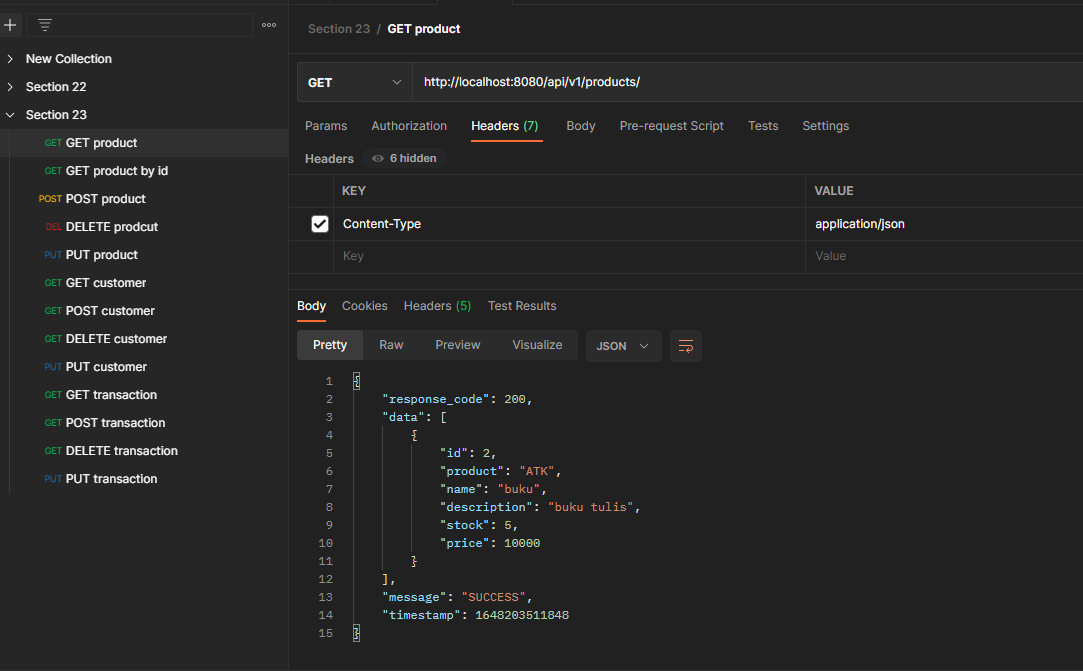 New Collection
Section 22
Section 23
GET GET product
GET GET product by id
POST POST product
DEL DELETE prodcut
PUT PUT product
GET GET customer
GET POST customer
GET DELETE customer
PUT PUT customer
GET GET transaction
GET POST transaction
GET DELETE transaction
PUT PUT transaction
Section 23 / GET product
GET http://localhost:8080/api/v1/products/
Params Authorization Headers (7) Body Pre-request Script Tests Settings
Headers 6 hidden
KEY VALUE
Content-Type application/json
Key Value
Body Cookies Headers (5) Test Results
Pretty Raw Preview Visualize JSON
1 {
2 "response_code": 200,
3 "data": [
4 {
5 "id": 2,
6 "product": "ATK",
7 "name": "buku",
8 "description": "buku tulis",
9 "stock": 5,
10 "price": 10000
11 }
12 ],
13 "message": "SUCCESS",
14 "timestamp": 1648203511848
15 }